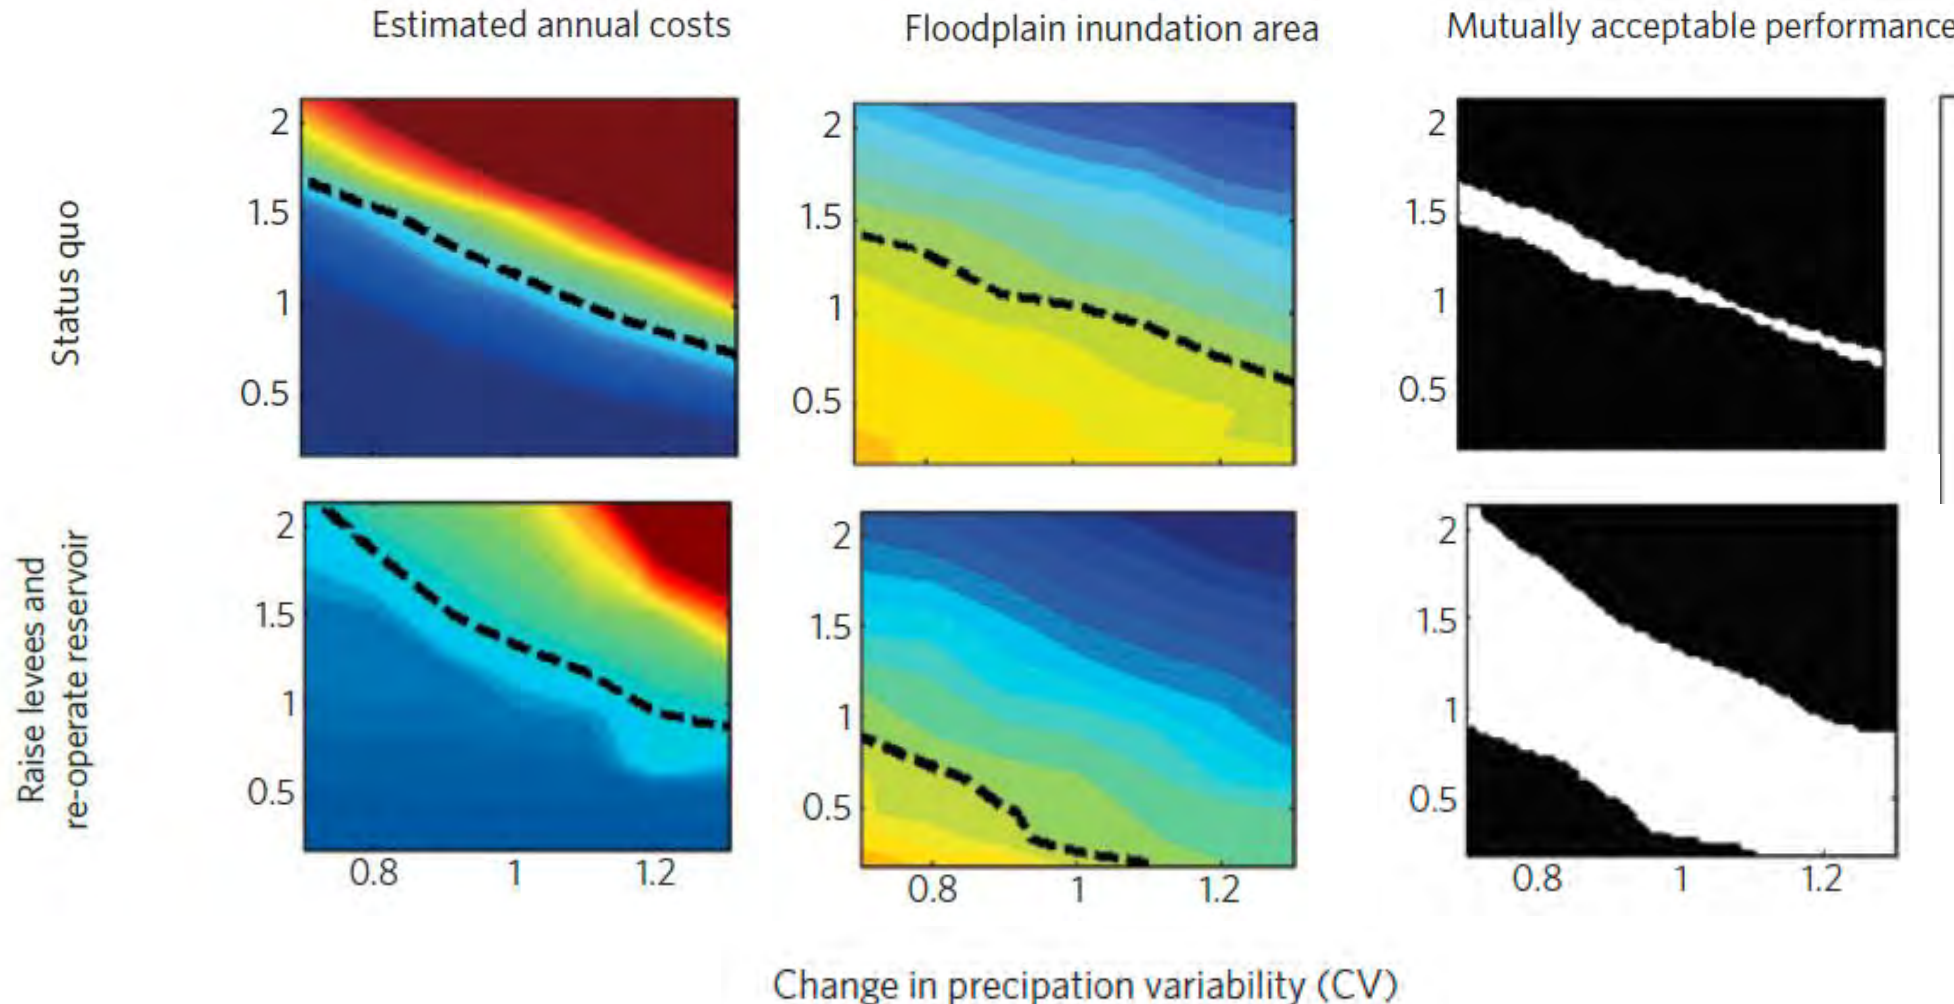 Estimated annual costs
Floodplain inundation area
Mutually acceptable performance
Status quo
2
1.5
1
0.5
2
1.5
1
0.5
2
1.5
1
0.5
Raise levees and
re-operate reservoir
2
1.5
1
0.5
0.8 1 1.2
2
1.5
1
0.5
0.8 1 1.2
2
1.5
1
0.5
0.8 1 1.2
Change in precipation variability (CV)